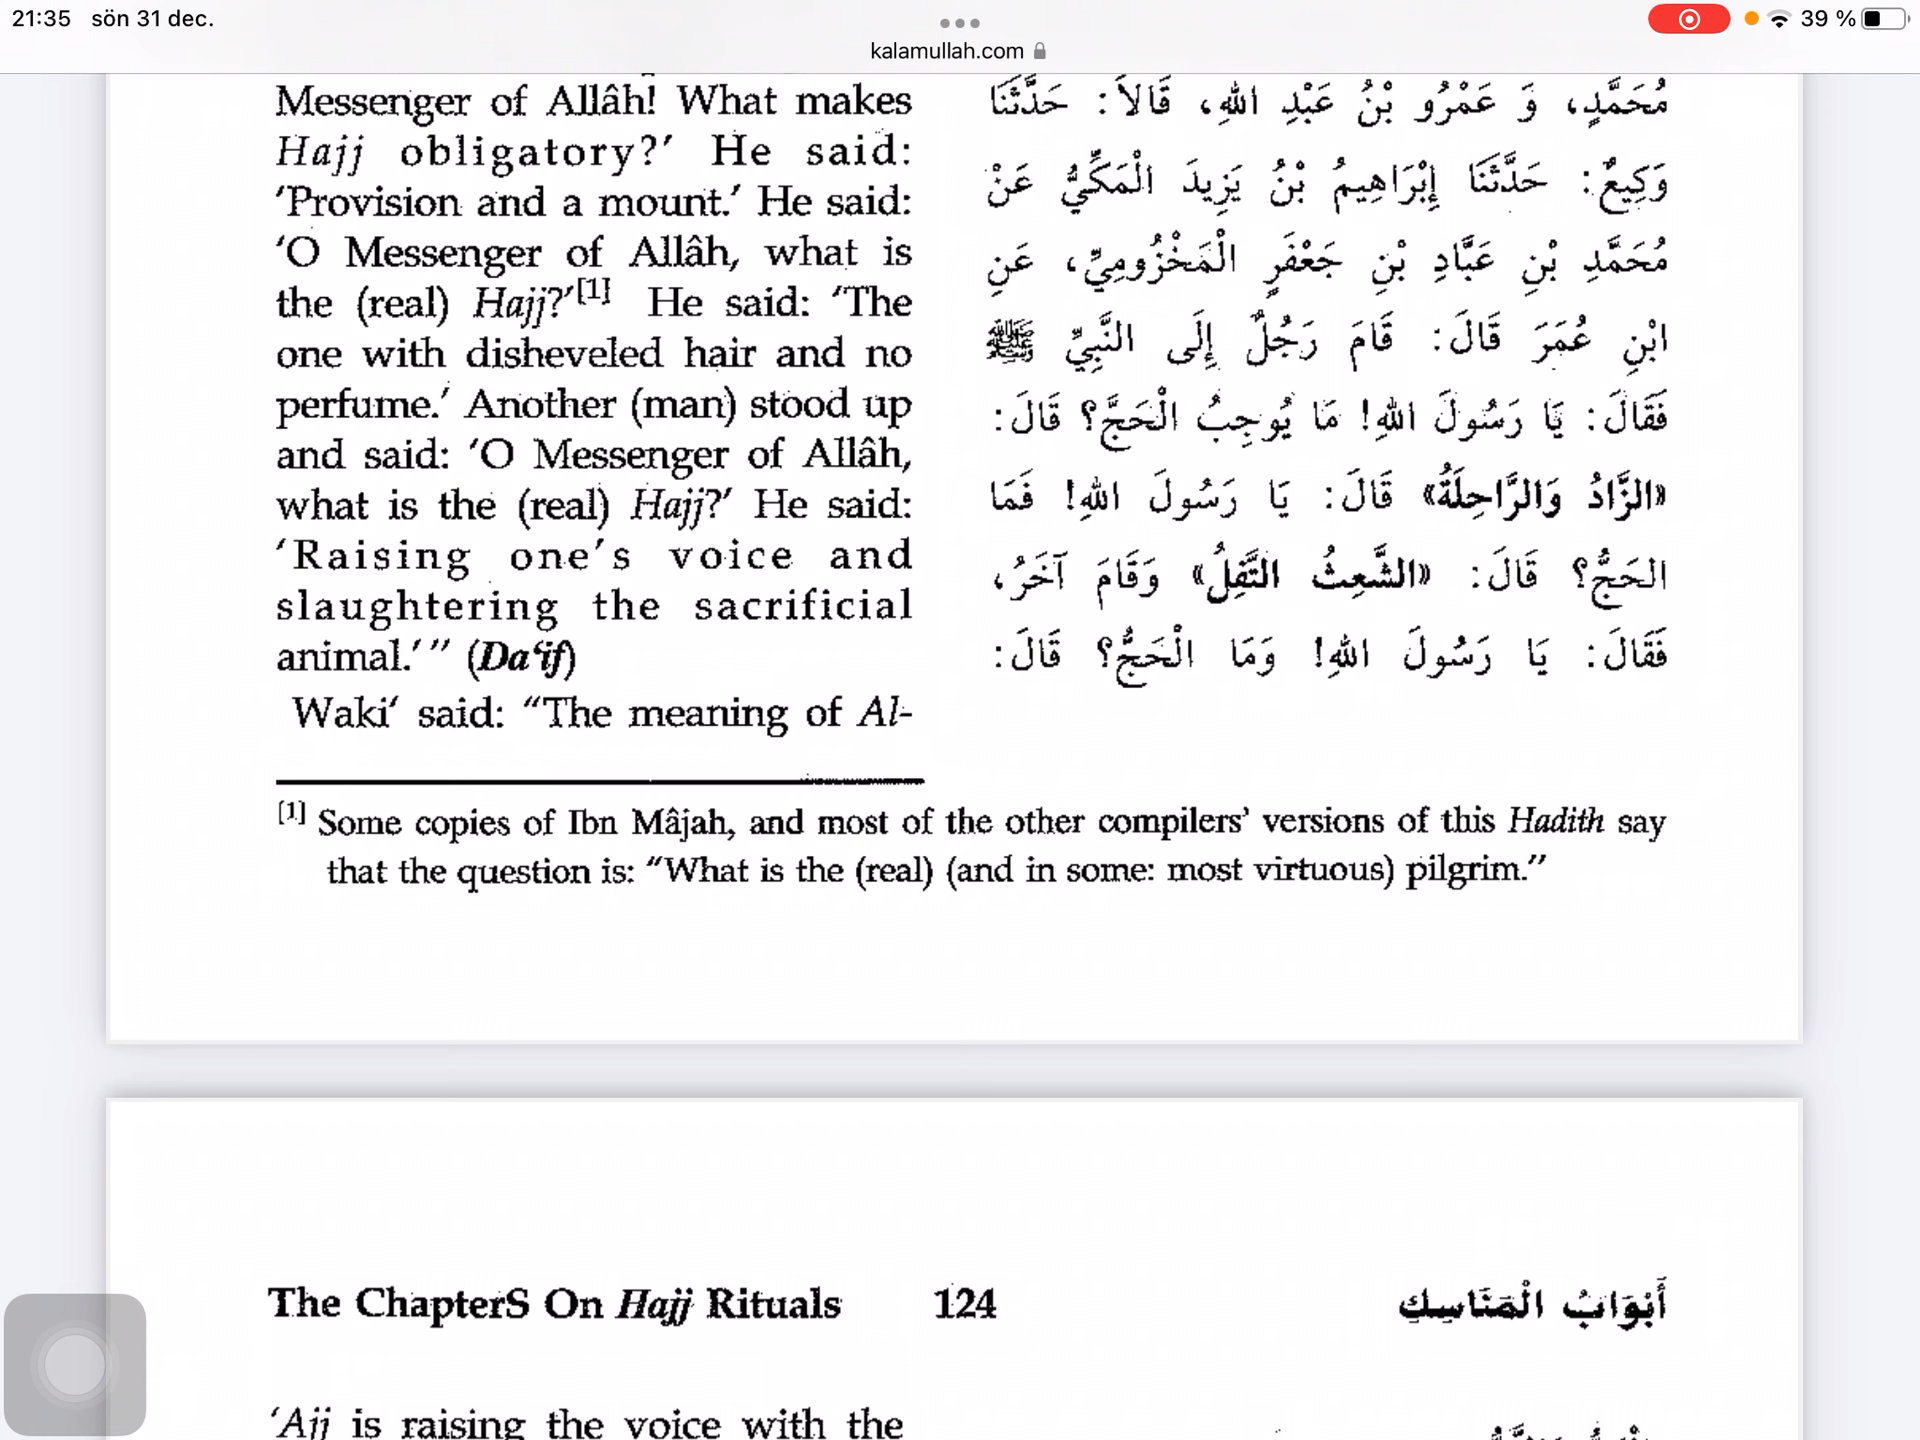 21:35 sön 31 dec.
kalamullah.com
39 %
Messenger of Allâh! What makes
Hajj obligatory?’ He said:
‘Provision and a mount.’ He said:
‘O Messenger of Allâh, what is
the (real) Hajj?’[1] He said: ‘The
one with disheveled hair and no
perfume.’ Another (man) stood up
and said: ‘O Messenger of Allâh,
what is the (real) Hajj?’ He said:
‘Raising one’s voice and
slaughtering the sacrificial
animal.’” (Da‘if)
Waki’ said: “The meaning of Al-
مُحَمَّدٍ، وَ عَمْرُو بْنُ عَبْدِ اللهِ، قَالاَ: حَدَّثَنَا
وَكِيعٌ: حَدَّثَنَا إِبْرَاهِيمُ بْنُ يَزِيدَ الْمَكِّيُّ عَنْ
مُحَمَّدِ بْنِ عَبَّادِ بْنِ جَعْفَرٍ الْمَخْزُومِيِّ، عَنِ
ابْنِ عُمَرَ قَالَ: قَامَ رَجُلٌ إِلَى النَّبِيِّ ﷺ
فَقَالَ: يَا رَسُولَ اللهِ! مَا يُوجِبُ الْحَجَّ؟ قَالَ:
«الزَّادُ وَالرَّاحِلَةُ» قَالَ: يَا رَسُولَ اللهِ! فَمَا
الحَجُّ؟ قَالَ: «الشَّعِثُ التَّفِلُ» وَقَامَ آخَرُ،
فَقَالَ: يَا رَسُولَ اللهِ! وَمَا الْحَجُّ؟ قَالَ:
[1] Some copies of Ibn Mâjah, and most of the other compilers’ versions of this Hadith say
that the question is: “What is the (real) (and in some: most virtuous) pilgrim.”
The ChapterS On Hajj Rituals 124 أَبْوَابُ الْمَنَاسِكِ
‘Ajj is raising the voice with the